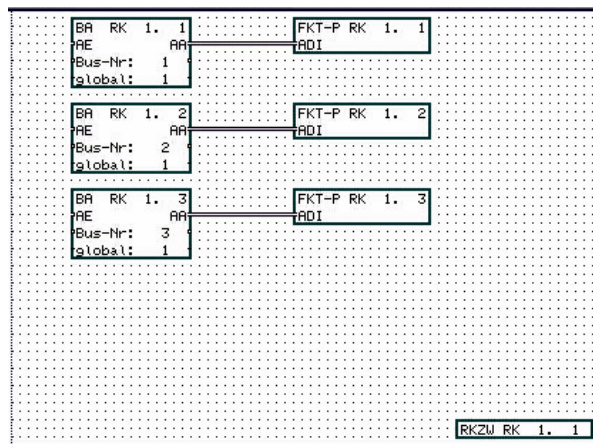 BA RK 1. 1 FKT-P RK 1. 1
AE AA ADI
Bus-Nr: 1
global: 1
BA RK 1. 2 FKT-P RK 1. 2
AE AA ADI
Bus-Nr: 2
global: 1
BA RK 1. 3 FKT-P RK 1. 3
AE AA ADI
Bus-Nr: 3
global: 1
RKZW RK 1. 1